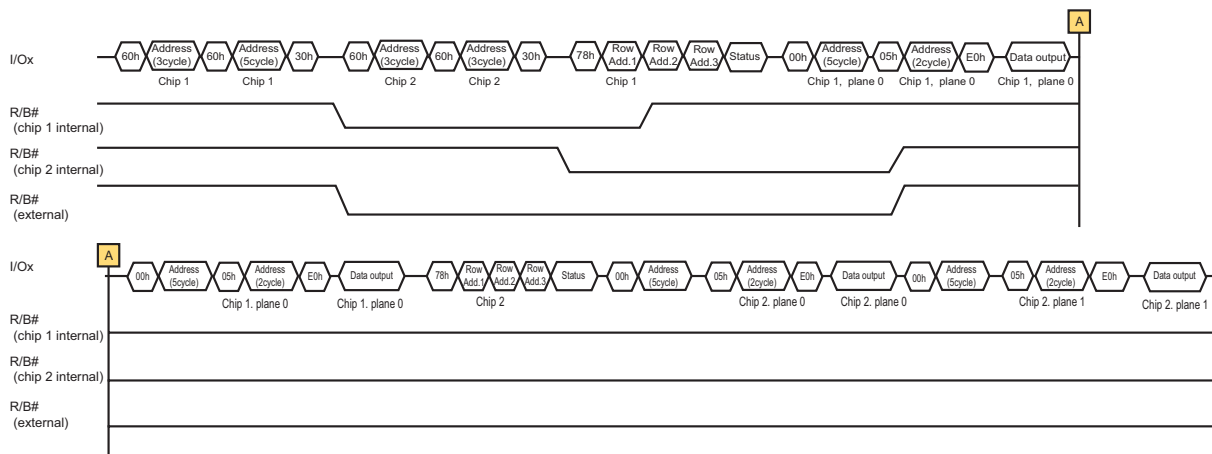 A
I/Ox 60h Address (3cycle) 60h Address (5cycle) 30h 60h Address (3cycle) 60h Address (3cycle) 30h 78h Row Add.1 Row Add.2 Row Add.3 Status 00h Address (5cycle) 05h Address (2cycle) E0h Data output
Chip 1 Chip 1 Chip 2 Chip 2 Chip 1 Chip 1, plane 0 Chip 1, plane 0 Chip 1, plane 0
R/B#
(chip 1 internal)
R/B#
(chip 2 internal)
R/B#
(external)
A
I/Ox 00h Address (5cycle) 05h Address (2cycle) E0h Data output 78h Row Add.1 Row Add.2 Row Add.3 Status 00h Address (5cycle) 05h Address (2cycle) E0h Data output 00h Address (5cycle) 05h Address (2cycle) E0h Data output
Chip 1. plane 0 Chip 1. plane 0 Chip 2 Chip 2. plane 0 Chip 2. plane 0 Chip 2. plane 1 Chip 2. plane 1
R/B#
(chip 1 internal)
R/B#
(chip 2 internal)
R/B#
(external)